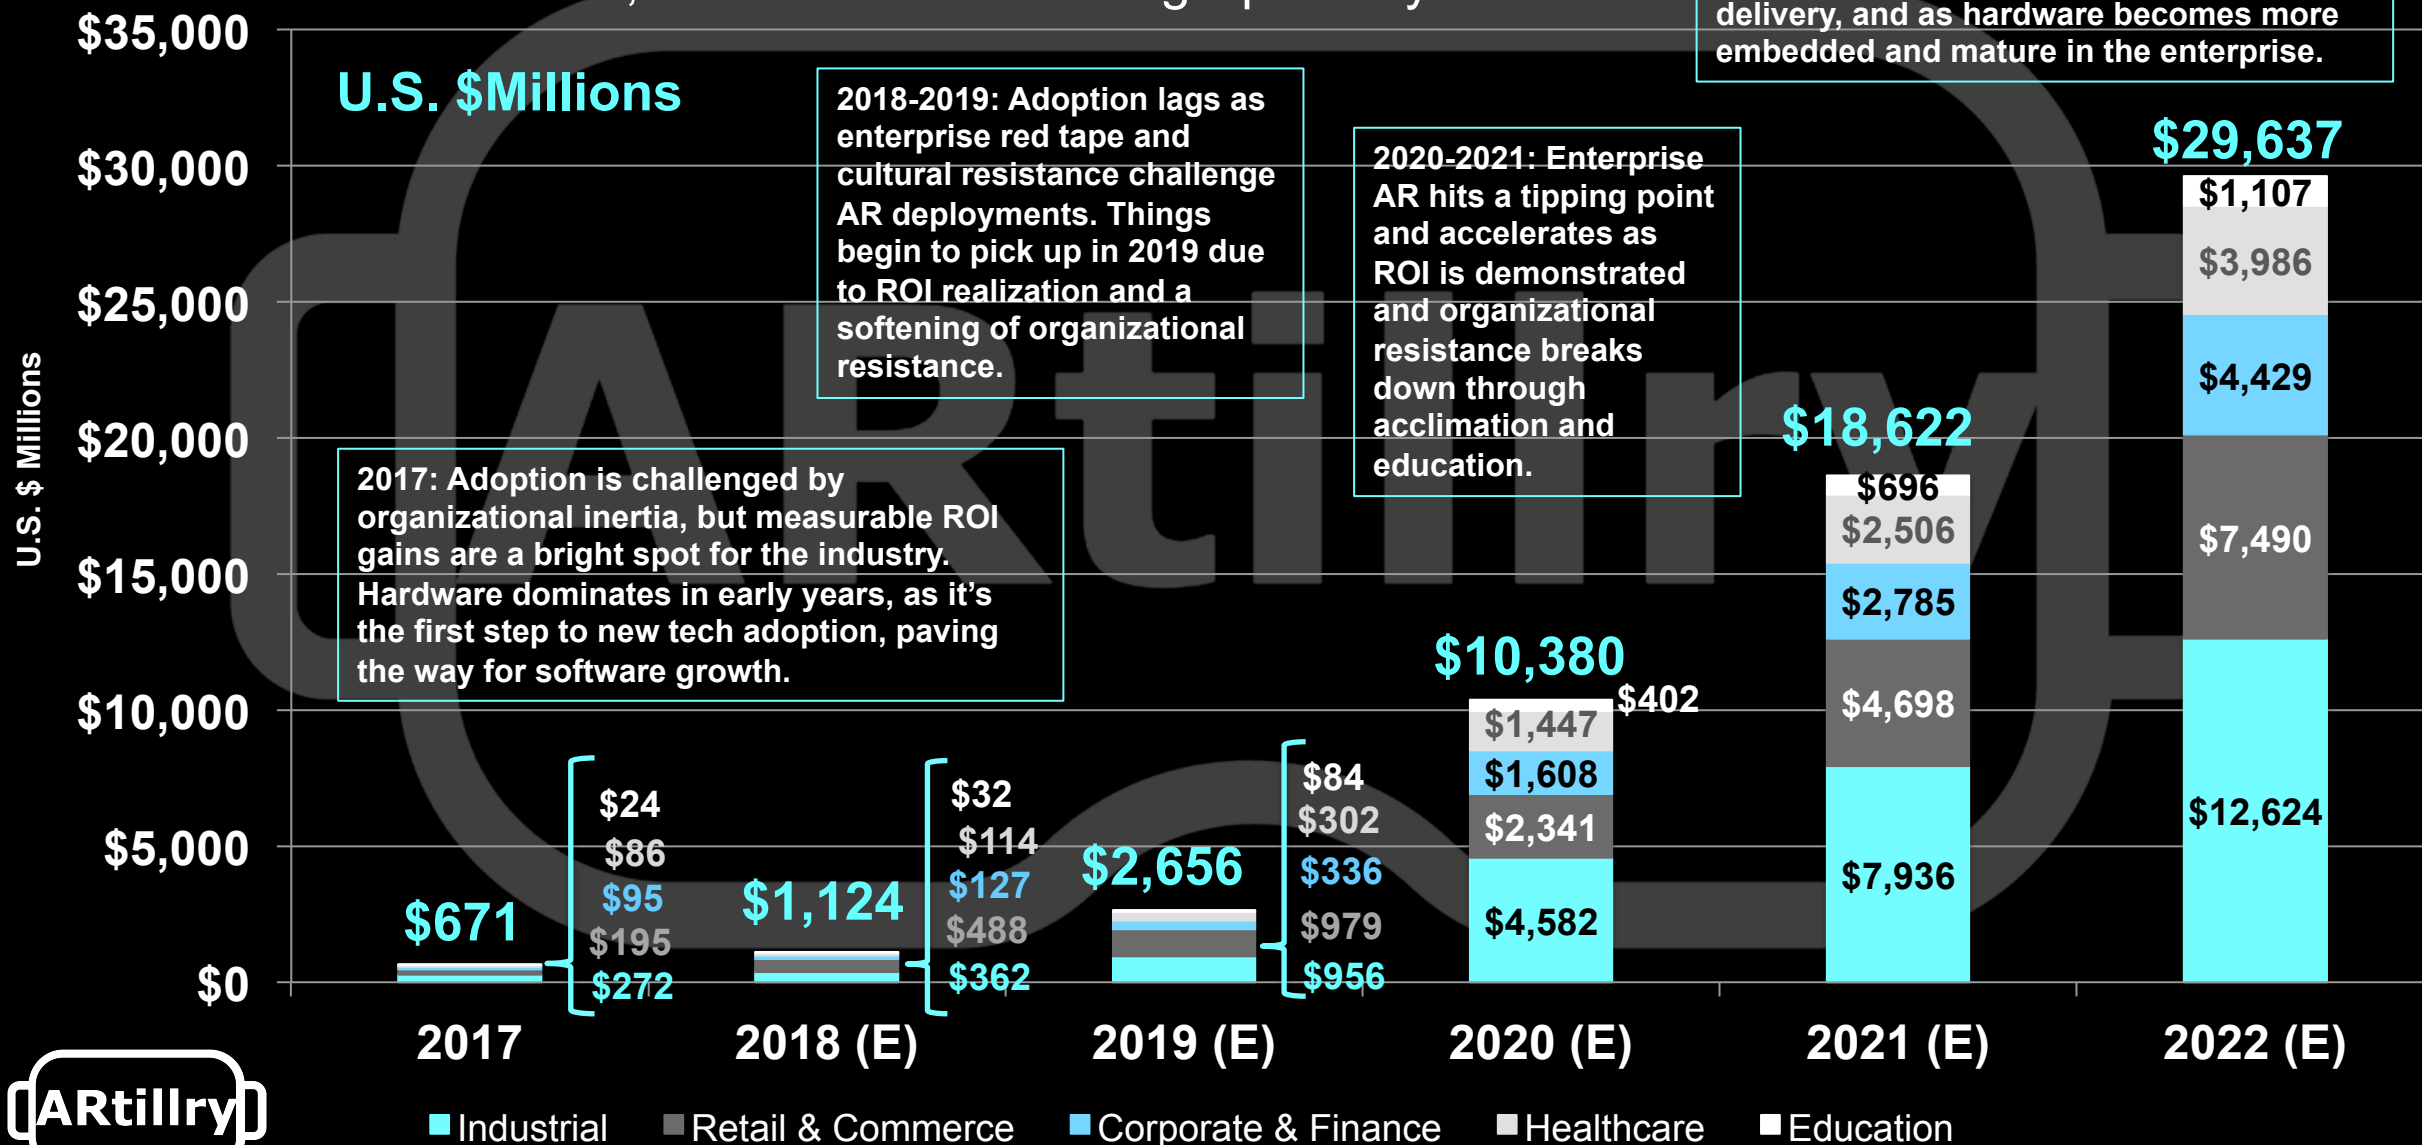 delivery, and as hardware becomes more
embedded and mature in the enterprise.
U.S. $Millions
2018-2019: Adoption lags as
enterprise red tape and
cultural resistance challenge
AR deployments. Things
begin to pick up in 2019 due
to ROI realization and a
softening of organizational
resistance.
2020-2021: Enterprise
AR hits a tipping point
and accelerates as
ROI is demonstrated
and organizational
resistance breaks
down through
acclimation and
education.
2017: Adoption is challenged by
organizational inertia, but measurable ROI
gains are a bright spot for the industry.
Hardware dominates in early years, as it’s
the first step to new tech adoption, paving
the way for software growth.
U.S. $ Millions
$35,000
$30,000
$25,000
$20,000
$15,000
$10,000
$5,000
$0
$671
$24
$86
$95
$195
$272
$1,124
$32
$114
$127
$488
$362
$2,656
$84
$302
$336
$979
$956
$10,380
$402
$1,447
$1,608
$2,341
$4,582
$18,622
$696
$2,506
$2,785
$4,698
$7,936
$29,637
$1,107
$3,986
$4,429
$7,490
$12,624
2017 2018 (E) 2019 (E) 2020 (E) 2021 (E) 2022 (E)
Industrial Retail & Commerce Corporate & Finance Healthcare Education
ARtillry
ARtillry